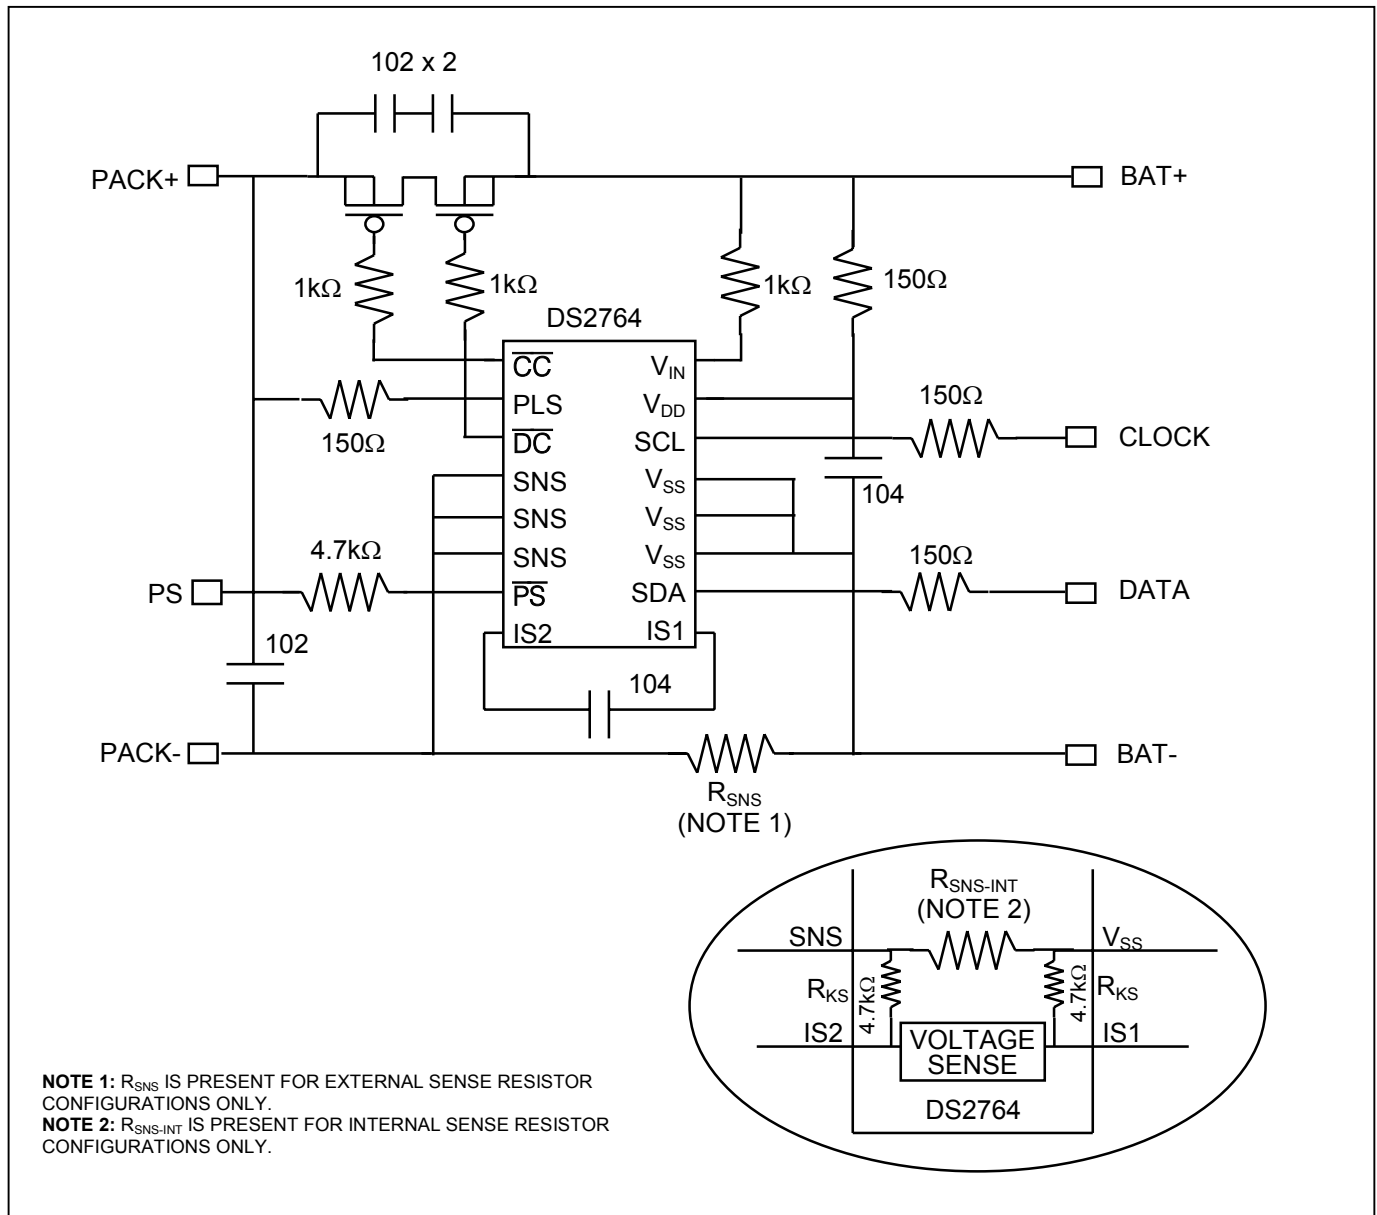 102 x 2
PACK+
BAT+
1kΩ
1kΩ
1kΩ
150Ω
DS2764
CC
VIN
PLS
VDD
150Ω
150Ω
DC
SCL
CLOCK
SNS
VSS
104
SNS
VSS
SNS
VSS
4.7kΩ
150Ω
PS
PS
SDA
DATA
IS2
IS1
102
104
PACK-
BAT-
RSNS
(NOTE 1)
RSNS-INT
(NOTE 2)
SNS
VSS
RKS
4.7kΩ
4.7kΩ
RKS
IS2
VOLTAGE
SENSE
IS1
DS2764
NOTE 1: RSNS IS PRESENT FOR EXTERNAL SENSE RESISTOR
CONFIGURATIONS ONLY.
NOTE 2: RSNS-INT IS PRESENT FOR INTERNAL SENSE RESISTOR
CONFIGURATIONS ONLY.